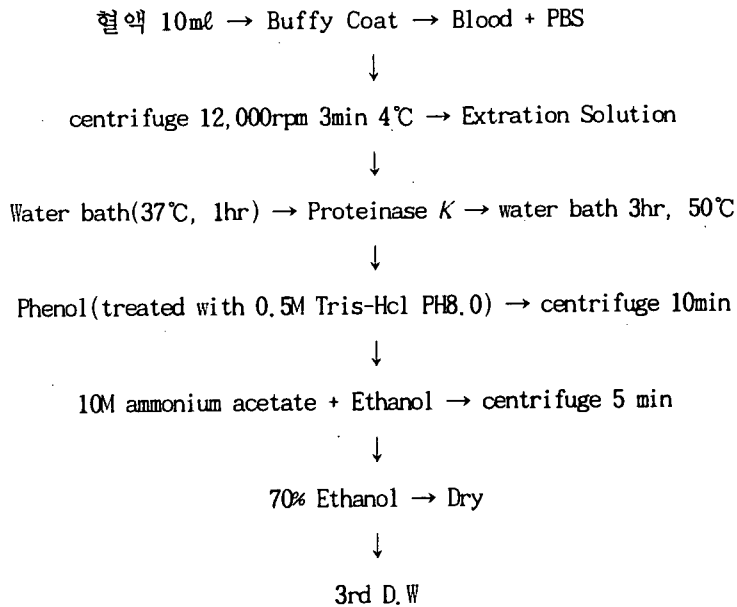 혈액 10㎖ → Buffy Coat → Blood + PBS
↓
centrifuge 12,000rpm 3min 4℃ → Extration Solution
↓
Water bath(37℃, 1hr) → Proteinase K → water bath 3hr, 50℃
↓
Phenol(treated with 0.5M Tris-Hcl PH8.0) → centrifuge 10min
↓
10M ammonium acetate + Ethanol → centrifuge 5 min
↓
70% Ethanol → Dry
↓
3rd D.W